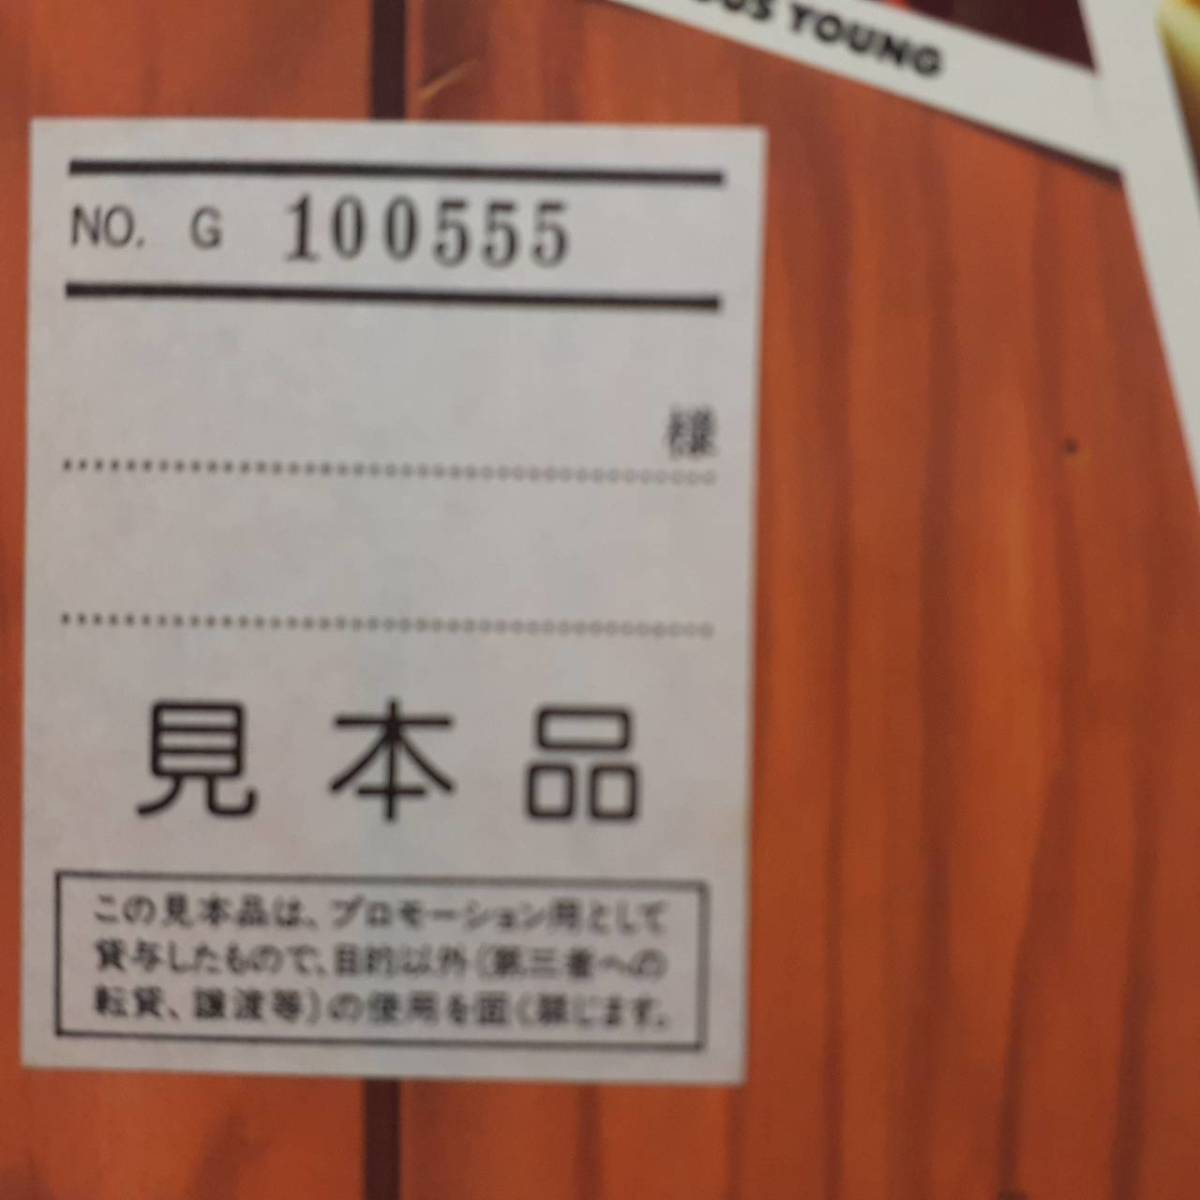 YOUNG
NO. G 100555
様
見本品
この見本品は、プロモーション用として
貸与したもので、目的以外(第三者への
転貸、譲渡等)の使用を固く禁じます。